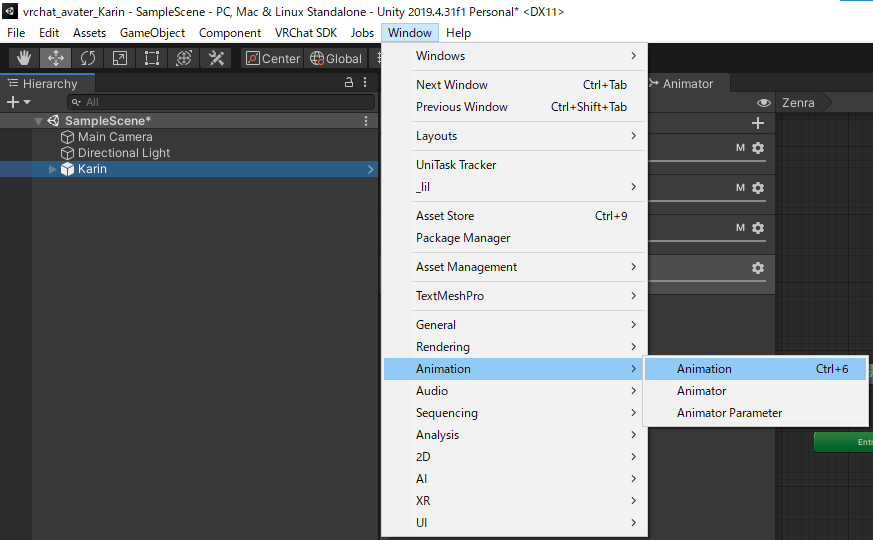 vrchat_avater_Karin - SampleScene - PC, Mac & Linux Standalone - Unity 2019.4.31f1 Personal* <DX11>
File Edit Assets GameObject Component VRChat SDK Jobs Window Help
Center Global
Hierarchy
All
SampleScene*
Main Camera
Directional Light
Karin
Windows
Next Window Ctrl+Tab
Previous Window Ctrl+Shift+Tab
Layouts
UniTask Tracker
_lil
Asset Store Ctrl+9
Package Manager
Asset Management
TextMeshPro
General
Rendering
Animation
Audio
Sequencing
Analysis
2D
AI
XR
UI
Animation Ctrl+6
Animator
Animator Parameter
Animator
Zenra
M
M
M
Entr